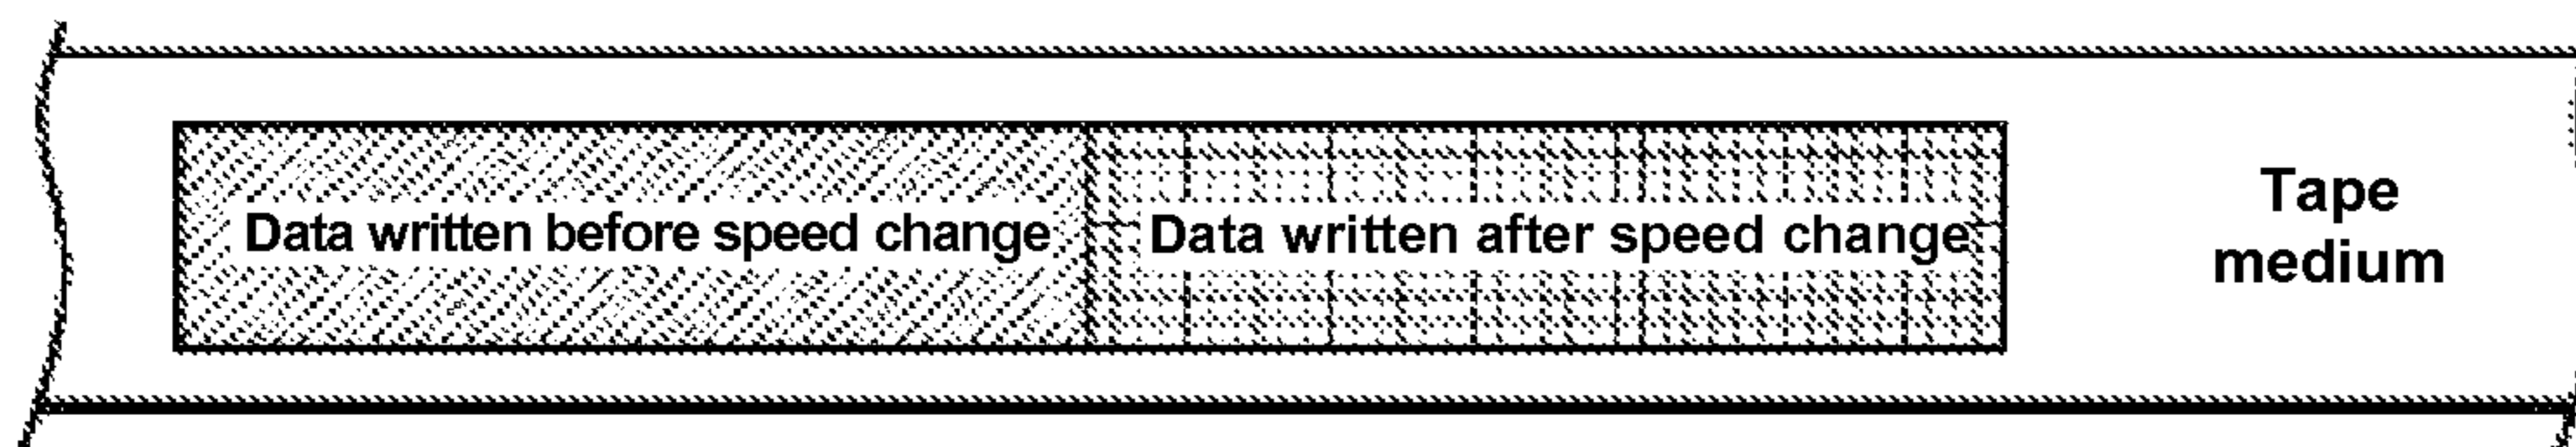 Data written before speed change
Data written after speed change
Tape
medium